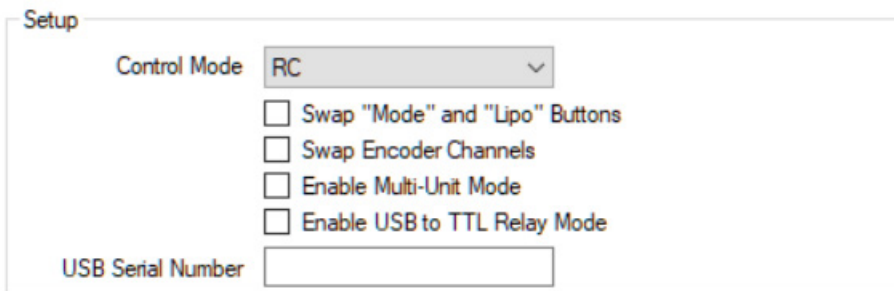 Setup
Control Mode RC
Swap "Mode" and "Lipo" Buttons
Swap Encoder Channels
Enable Multi-Unit Mode
Enable USB to TTL Relay Mode
USB Serial Number